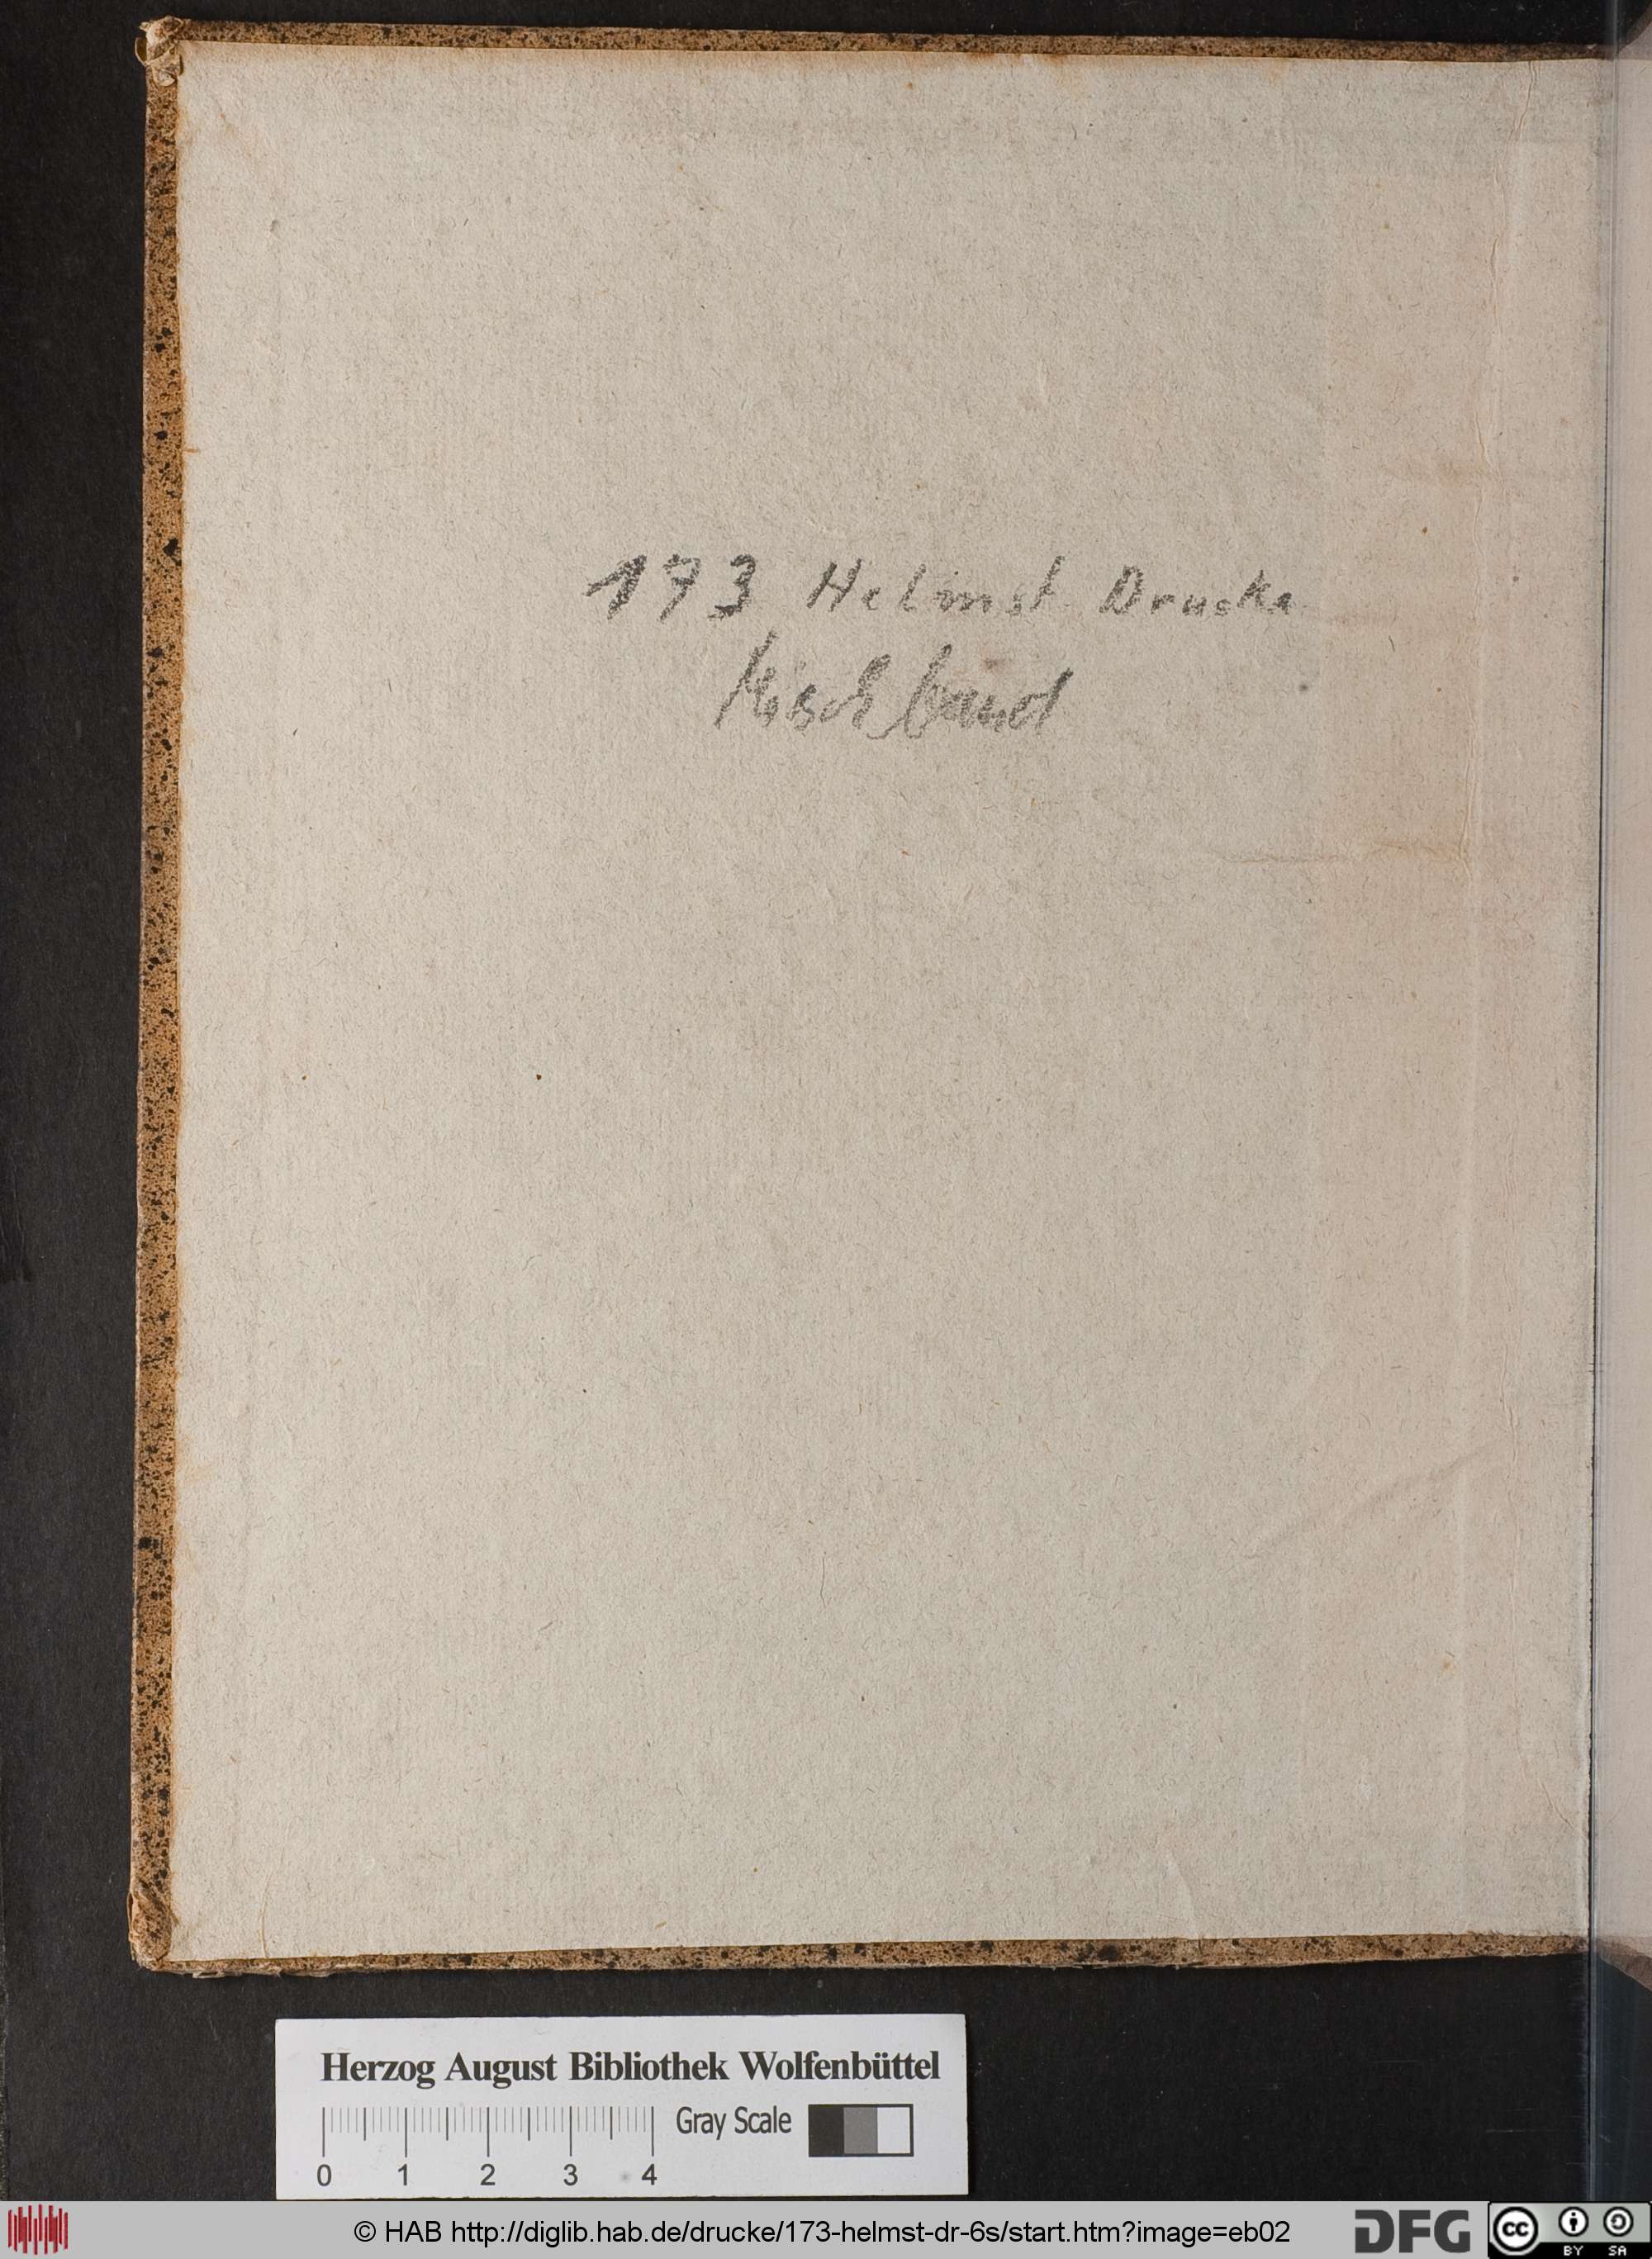 173 Helmst Drucke
Mischband
Herzog August Bibliothek Wolfenbüttel
Gray Scale
0 1 2 3 4
© HAB http://diglib.hab.de/drucke/173-helmst-dr-6s/start.htm?image=eb02
DFG
cc BY SA